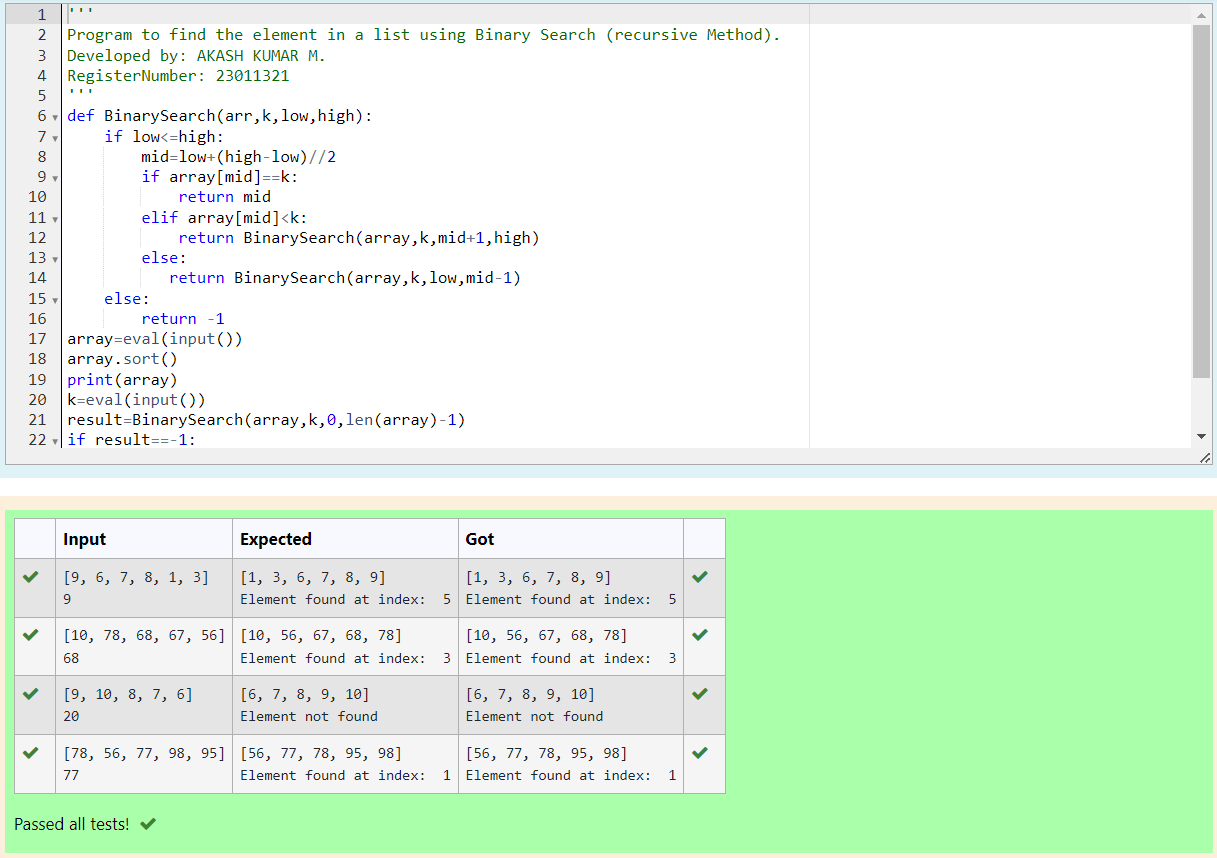 1 '''
2 Program to find the element in a list using Binary Search (recursive Method).
3 Developed by: AKASH KUMAR M.
4 RegisterNumber: 23011321
5 '''
6 def BinarySearch(arr,k,low,high):
7     if low<=high:
8         mid=low+(high-low)//2
9         if array[mid]==k:
10             return mid
11         elif array[mid]<k:
12             return BinarySearch(array,k,mid+1,high)
13         else:
14            return BinarySearch(array,k,low,mid-1)
15     else:
16         return -1
17 array=eval(input())
18 array.sort()
19 print(array)
20 k=eval(input())
21 result=BinarySearch(array,k,0,len(array)-1)
22 if result==-1:
Input Expected Got
[9, 6, 7, 8, 1, 3] [1, 3, 6, 7, 8, 9] [1, 3, 6, 7, 8, 9]
9 Element found at index:  5 Element found at index:  5
[10, 78, 68, 67, 56] [10, 56, 67, 68, 78] [10, 56, 67, 68, 78]
68 Element found at index:  3 Element found at index:  3
[9, 10, 8, 7, 6] [6, 7, 8, 9, 10] [6, 7, 8, 9, 10]
20 Element not found Element not found
[78, 56, 77, 98, 95] [56, 77, 78, 95, 98] [56, 77, 78, 95, 98]
77 Element found at index:  1 Element found at index:  1
Passed all tests!